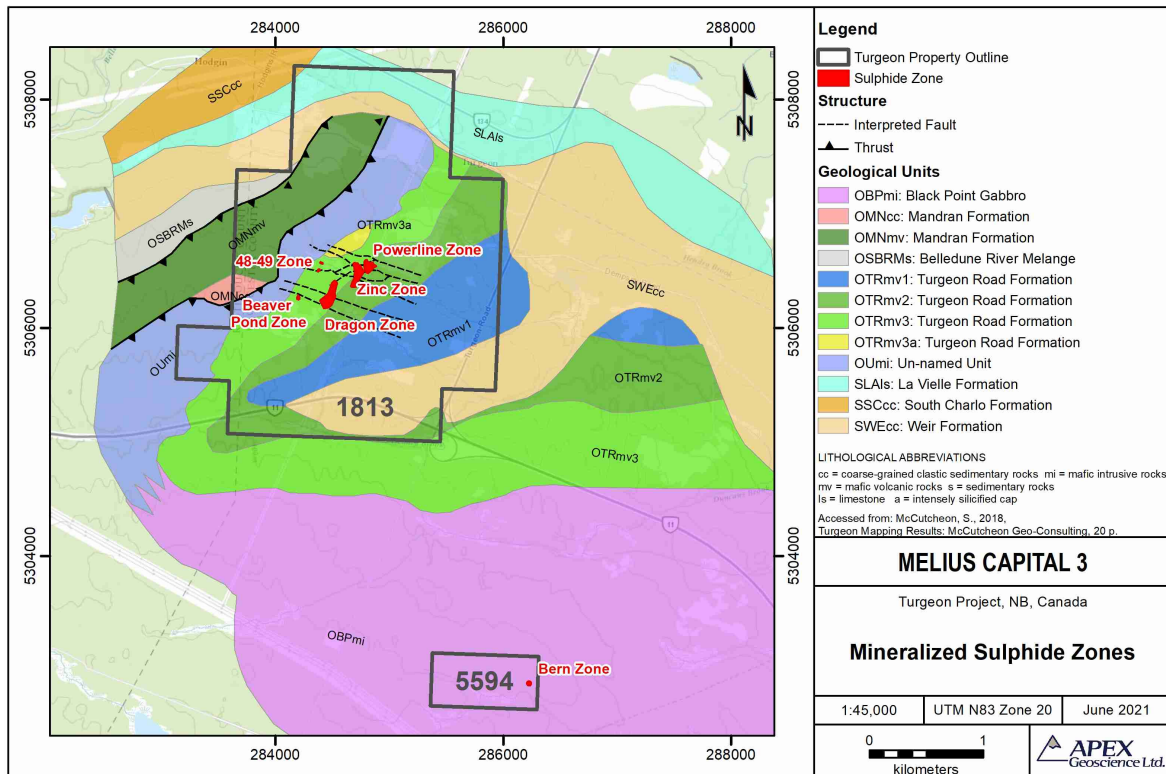 284000
286000
288000
5308000
5306000
5304000
5308000
5306000
5304000
284000
286000
288000
N
Hodgin
SSCcc
SLAls
134
Turgeon
OSBRMs
OMNmv
OTRmv3a
Powerline Zone
48-49 Zone
Zinc Zone
SWEcc
OMNcc
Beaver
Pond Zone
Dragon Zone
OTRmv1
Turgeon Road
OUmi
OTRmv2
11
1813
OTRmv3
11
OBPmi
5594
Bern Zone
Legend
Turgeon Property Outline
Sulphide Zone
Structure
Interpreted Fault
Thrust
Geological Units
OBPmi: Black Point Gabbro
OMNcc: Mandran Formation
OMNmv: Mandran Formation
OSBRMs: Belledune River Melange
OTRmv1: Turgeon Road Formation
OTRmv2: Turgeon Road Formation
OTRmv3: Turgeon Road Formation
OTRmv3a: Turgeon Road Formation
OUmi: Un-named Unit
SLAls: La Vielle Formation
SSCcc: South Charlo Formation
SWEcc: Weir Formation
LITHOLOGICAL ABBREVIATIONS
cc = coarse-grained clastic sedimentary rocks mi = mafic intrusive rocks
mv = mafic volcanic rocks s = sedimentary rocks
ls = limestone a = intensely silicified cap
Accessed from: McCutcheon, S., 2018,
Turgeon Mapping Results: McCutcheon Geo-Consulting, 20 p.
MELIUS CAPITAL 3
Turgeon Project, NB, Canada
Mineralized Sulphide Zones
1:45,000
UTM N83 Zone 20
June 2021
0 1
kilometers
APEX
Geoscience Ltd.